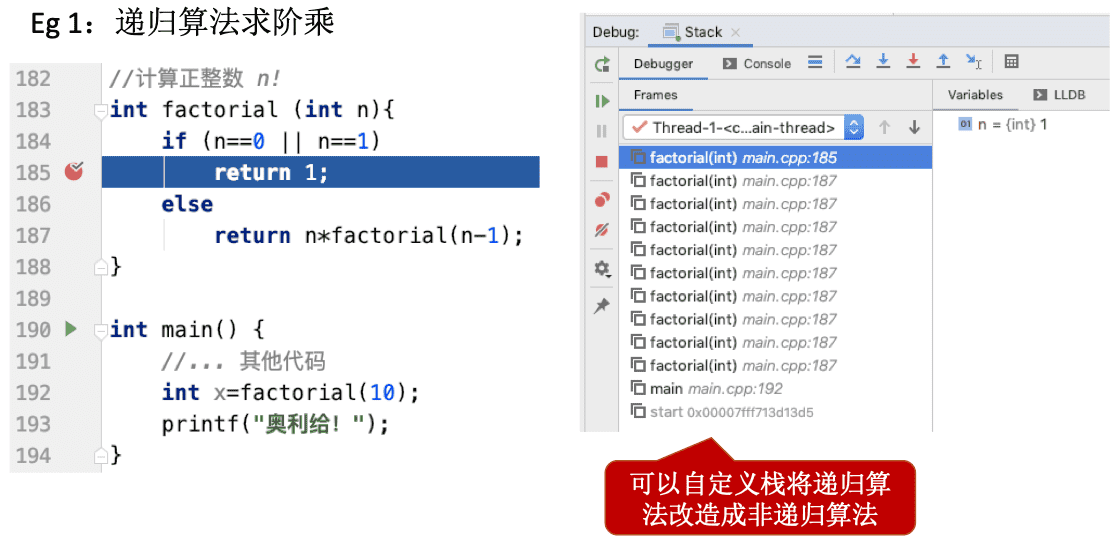 Eg 1：递归算法求阶乘
182 //计算正整数 n!
183 int factorial (int n){
184 if (n==0 || n==1)
185 return 1;
186 else
187 return n*factorial(n-1);
188 }
189
190 int main() {
191 //... 其他代码
192 int x=factorial(10);
193 printf("奥利给！");
194 }
Debug: Stack
Debugger Console
Frames
Variables LLDB
Thread-1-<c...ain-thread>
01 n = {int} 1
factorial(int) main.cpp:185
factorial(int) main.cpp:187
factorial(int) main.cpp:187
factorial(int) main.cpp:187
factorial(int) main.cpp:187
factorial(int) main.cpp:187
factorial(int) main.cpp:187
factorial(int) main.cpp:187
factorial(int) main.cpp:187
factorial(int) main.cpp:187
main main.cpp:192
start 0x00007fff713d13d5
可以自定义栈将递归算
法改造成非递归算法